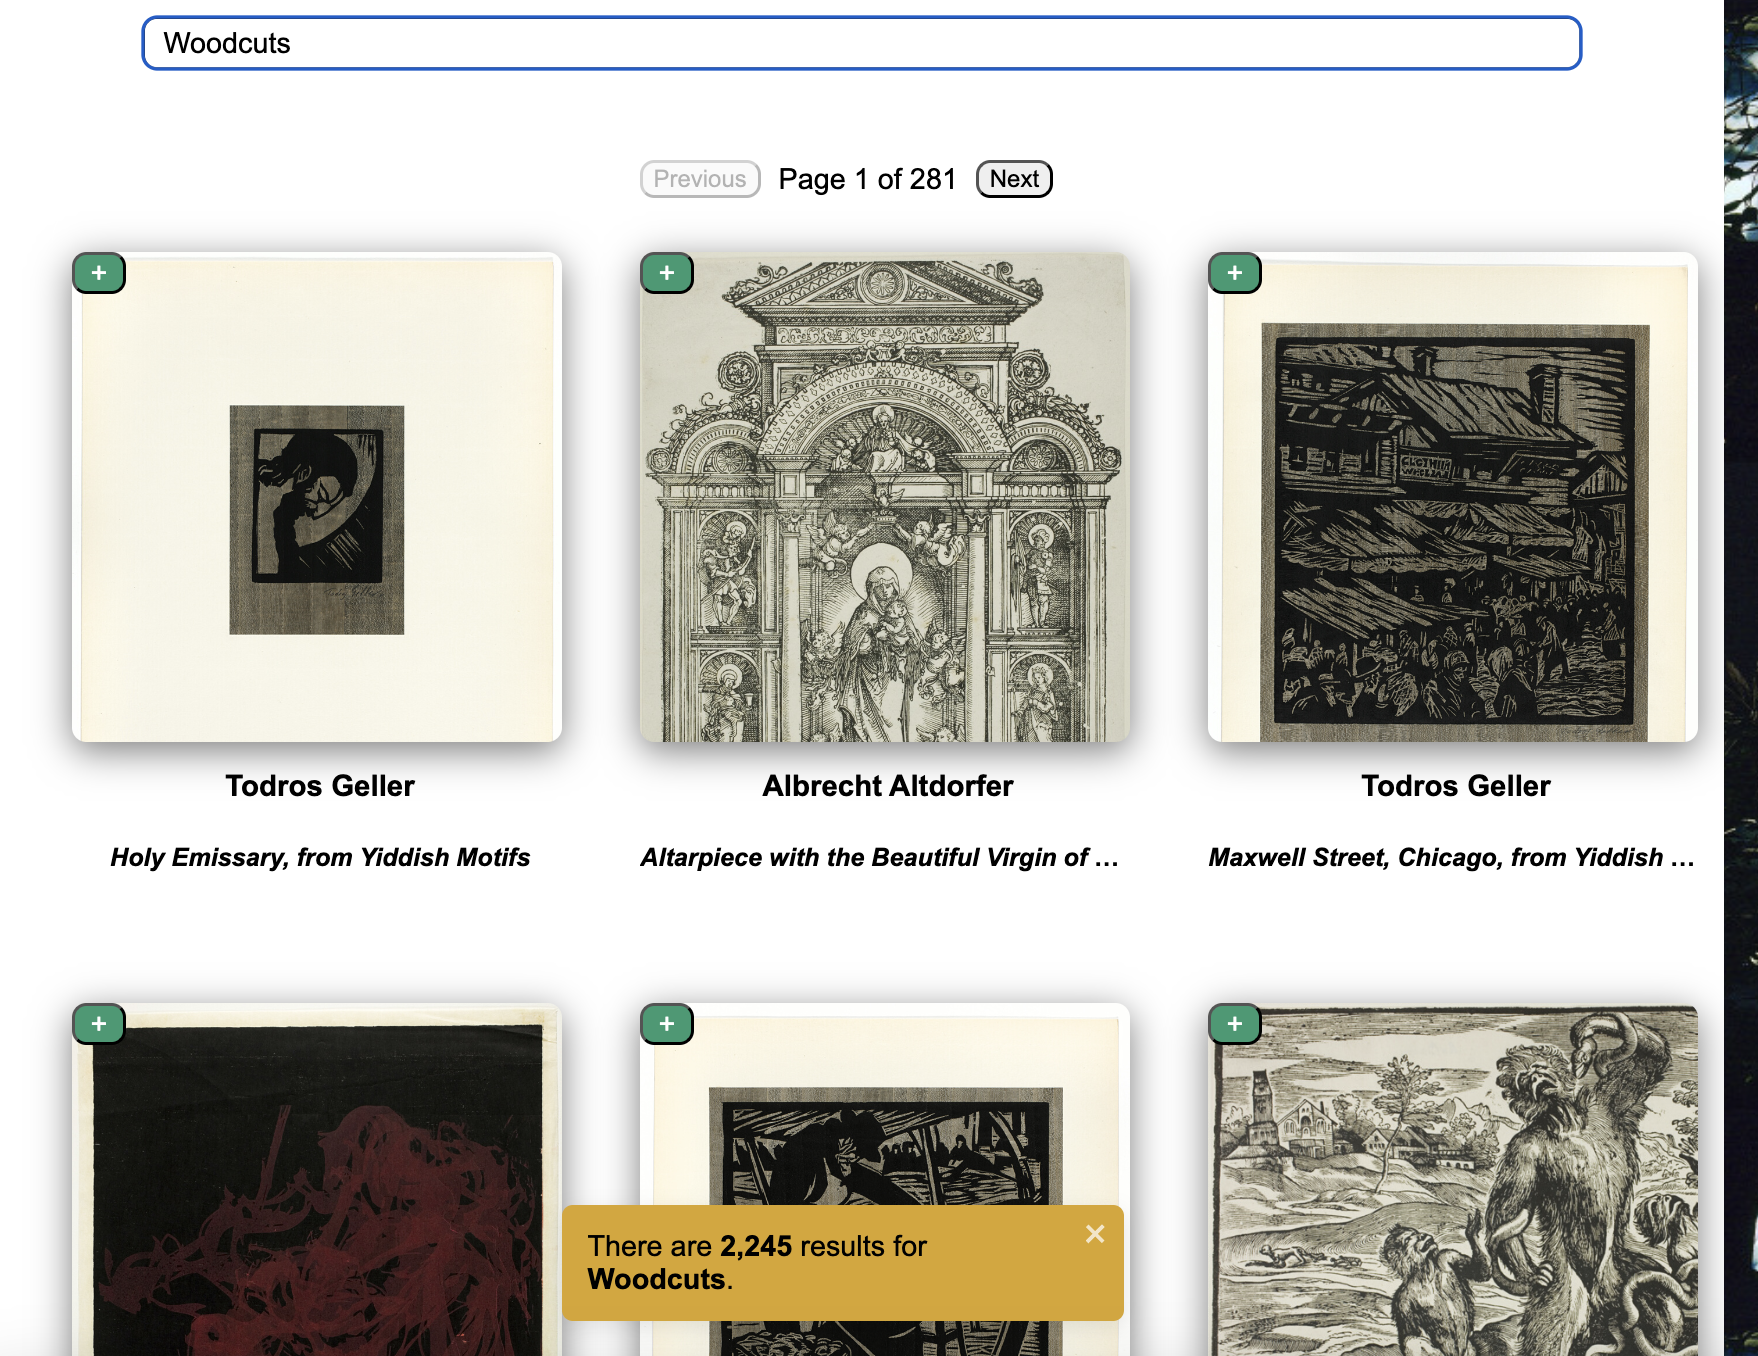 Woodcuts
Previous Page 1 of 281 Next
+ + +
Todros Geller
Albrecht Altdorfer
Todros Geller
Holy Emissary, from Yiddish Motifs
Altarpiece with the Beautiful Virgin of ...
Maxwell Street, Chicago, from Yiddish ...
+ + +
There are 2,245 results for
Woodcuts.
×